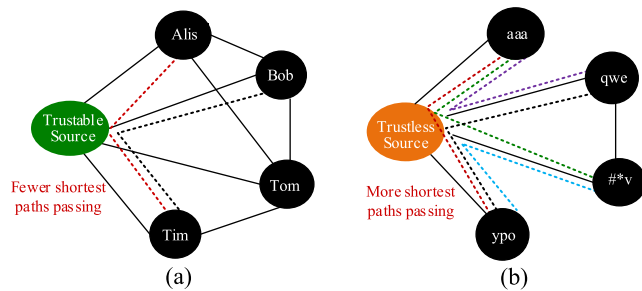 Alis
Bob
Trustable
Source
Tom
Fewer shortest
paths passing
Tim
(a)
aaa
qwe
Trustless
Source
#*v
More shortest
paths passing
ypo
(b)